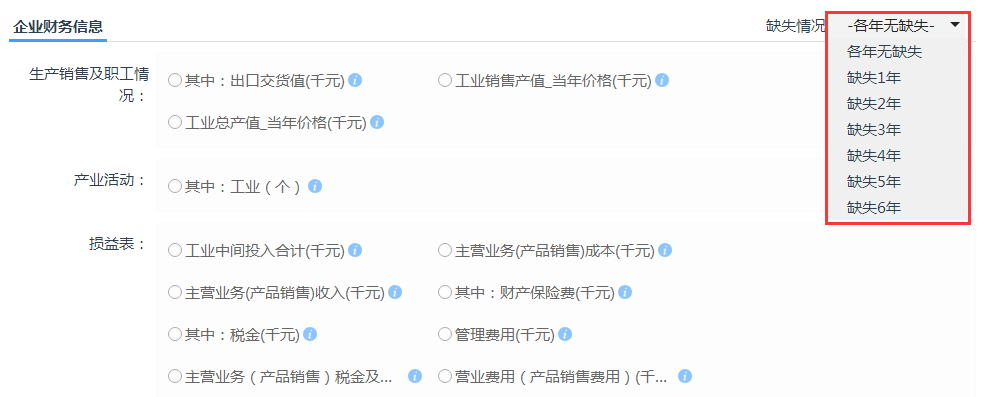 企业财务信息
缺失情况 -各年无缺失-
各年无缺失
缺失1年
缺失2年
缺失3年
缺失4年
缺失5年
缺失6年
生产销售及职工情
况：
其中：出口交货值(千元) 工业销售产值_当年价格(千元)
工业总产值_当年价格(千元)
产业活动：
其中：工业（个）
损益表：
工业中间投入合计(千元) 主营业务(产品销售)成本(千元)
主营业务(产品销售)收入(千元) 其中：财产保险费(千元)
其中：税金(千元) 管理费用(千元)
主营业务（产品销售）税金及... 营业费用（产品销售费用）(千...